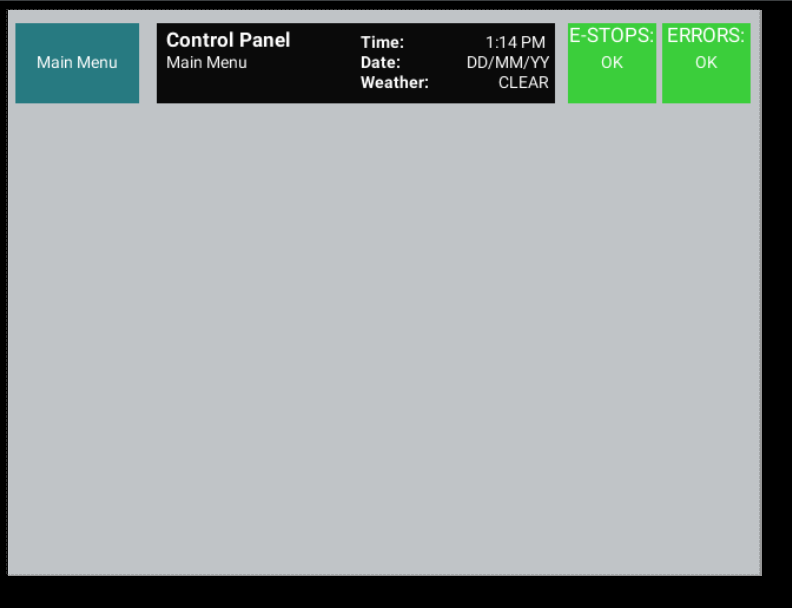 Main Menu
Control Panel
Main Menu
Time: 1:14 PM
Date: DD/MM/YY
Weather: CLEAR
E-STOPS:
OK
ERRORS:
OK